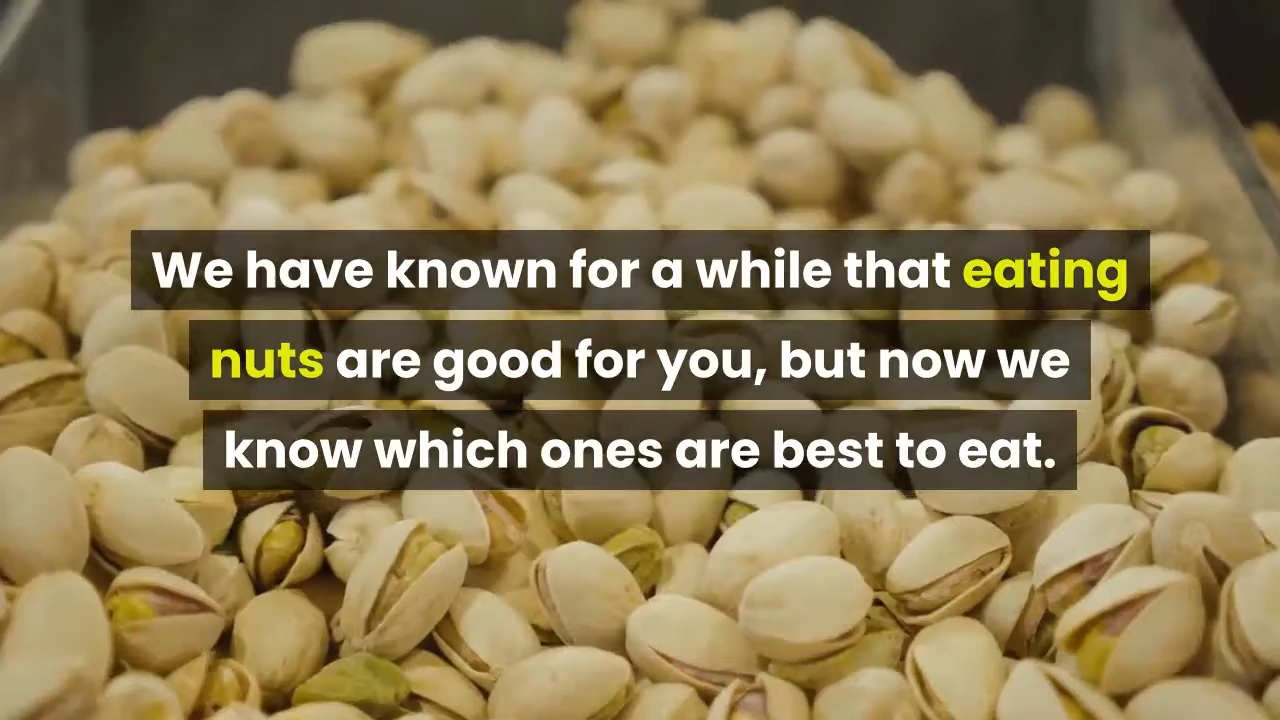 We have known for a while that eating
nuts are good for you, but now we
know which ones are best to eat.